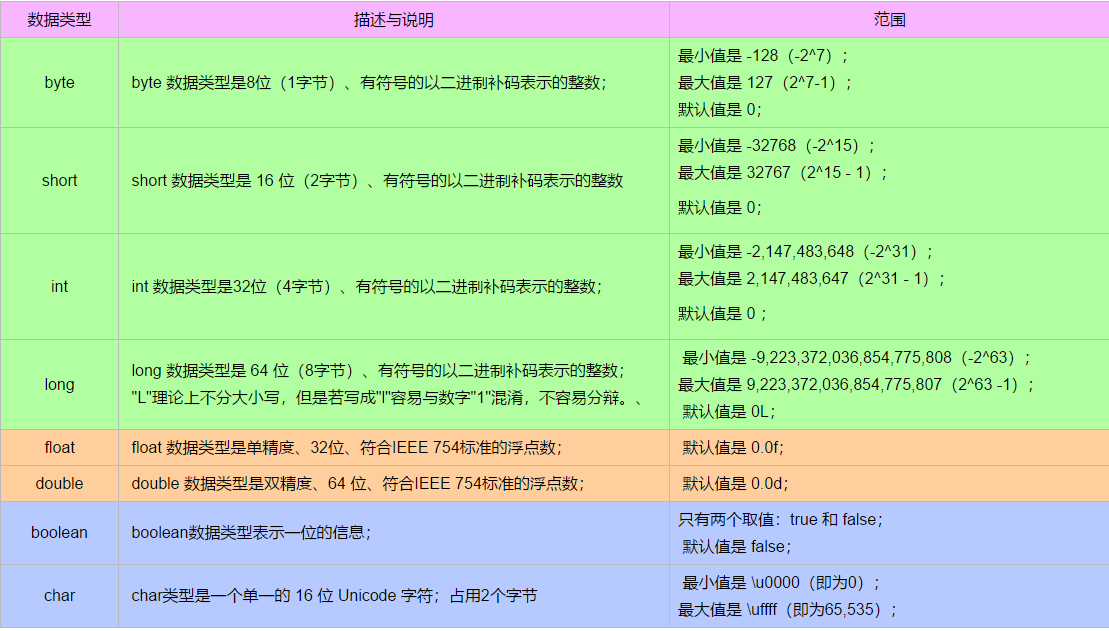 数据类型 描述与说明 范围
byte byte 数据类型是8位（1字节）、有符号的以二进制补码表示的整数；
最小值是 -128（-2^7）；
最大值是 127（2^7-1）；
默认值是 0；
short short 数据类型是 16 位（2字节）、有符号的以二进制补码表示的整数
最小值是 -32768（-2^15）；
最大值是 32767（2^15 - 1）；
默认值是 0；
int int 数据类型是32位（4字节）、有符号的以二进制补码表示的整数；
最小值是 -2,147,483,648（-2^31）；
最大值是 2,147,483,647（2^31 - 1）；
默认值是 0 ；
long long 数据类型是 64 位（8字节）、有符号的以二进制补码表示的整数；
"L"理论上不分大小写，但是若写成"l"容易与数字"1"混淆，不容易分辩。、
最小值是 -9,223,372,036,854,775,808（-2^63）；
最大值是 9,223,372,036,854,775,807（2^63 -1）；
默认值是 0L；
float float 数据类型是单精度、32位、符合IEEE 754标准的浮点数； 默认值是 0.0f；
double double 数据类型是双精度、64 位、符合IEEE 754标准的浮点数； 默认值是 0.0d；
boolean boolean数据类型表示一位的信息；
只有两个取值：true 和 false；
默认值是 false；
char char类型是一个单一的 16 位 Unicode 字符；占用2个字节
最小值是 \u0000（即为0）；
最大值是 \uffff（即为65,535）；